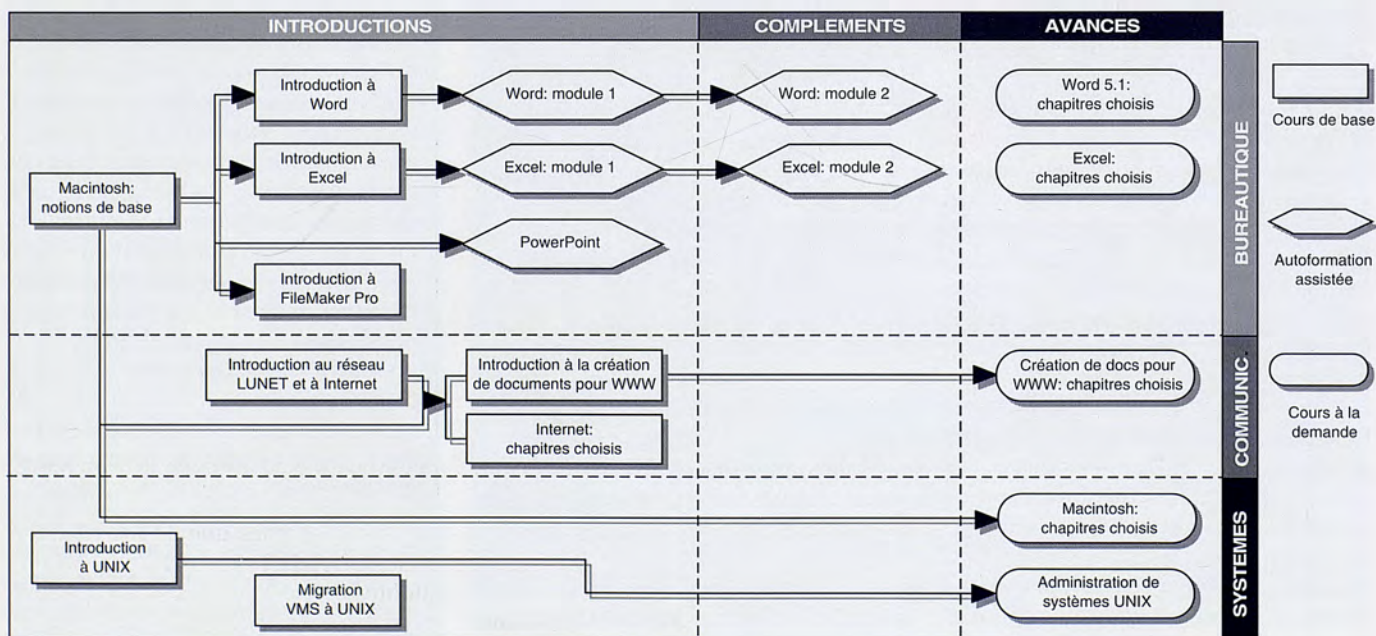 INTRODUCTIONS
COMPLEMENTS
AVANCES
Introduction à
Word
Word: module 1
Word: module 2
Word 5.1:
chapitres choisis
Introduction à
Excel
Excel: module 1
Excel: module 2
Excel:
chapitres choisis
Macintosh:
notions de base
PowerPoint
Introduction à
FileMaker Pro
BUREAUTIQUE
Introduction au réseau
LUNET et à Internet
Introduction à la création
de documents pour WWW
Création de docs pour
WWW: chapitres choisis
Internet:
chapitres choisis
COMMUNIC.
Macintosh:
chapitres choisis
Introduction
à UNIX
Migration
VMS à UNIX
Administration de
systèmes UNIX
SYSTEMES
Cours de base
Autoformation
assistée
Cours à la
demande